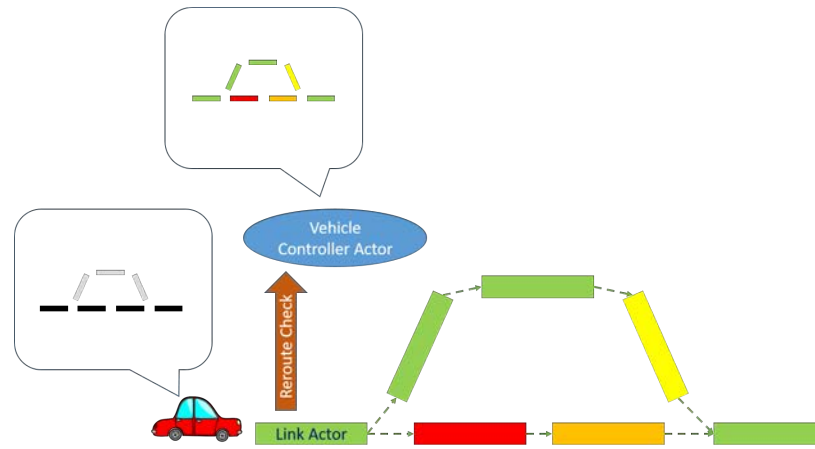 Vehicle
Controller Actor
Reroute Check
Link Actor